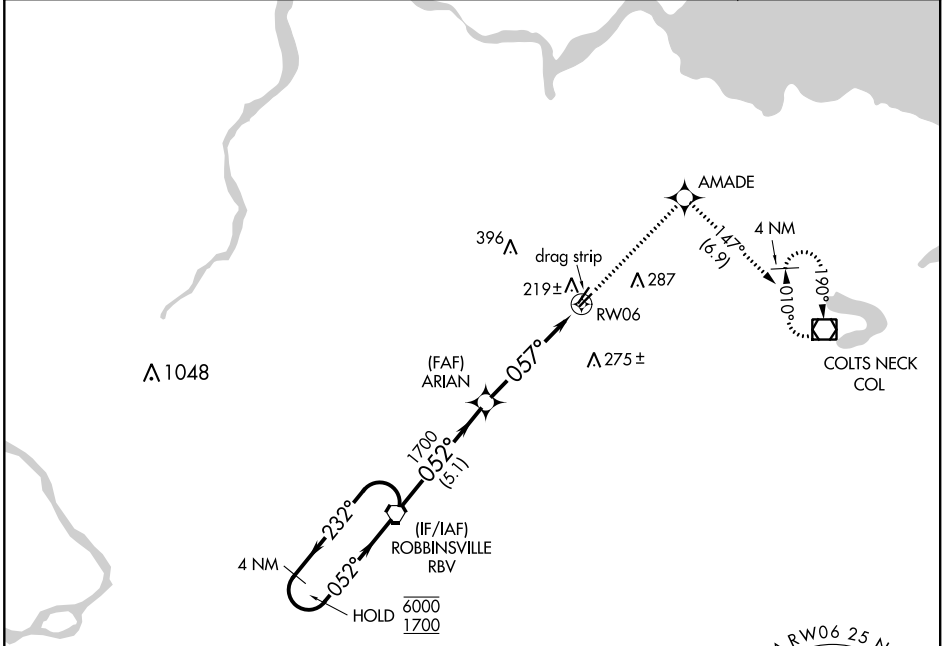 AMADE
147°
(6.9)
4 NM
190°
010°
COLTS NECK
COL
396
drag strip
219±
287
RW06
275±
1048
(FAF)
ARIAN
057°
1700
052°
(5.1)
(IF/IAF)
ROBBINSVILLE
RBV
232°
052°
4 NM
HOLD
6000
1700
RW06 25 N